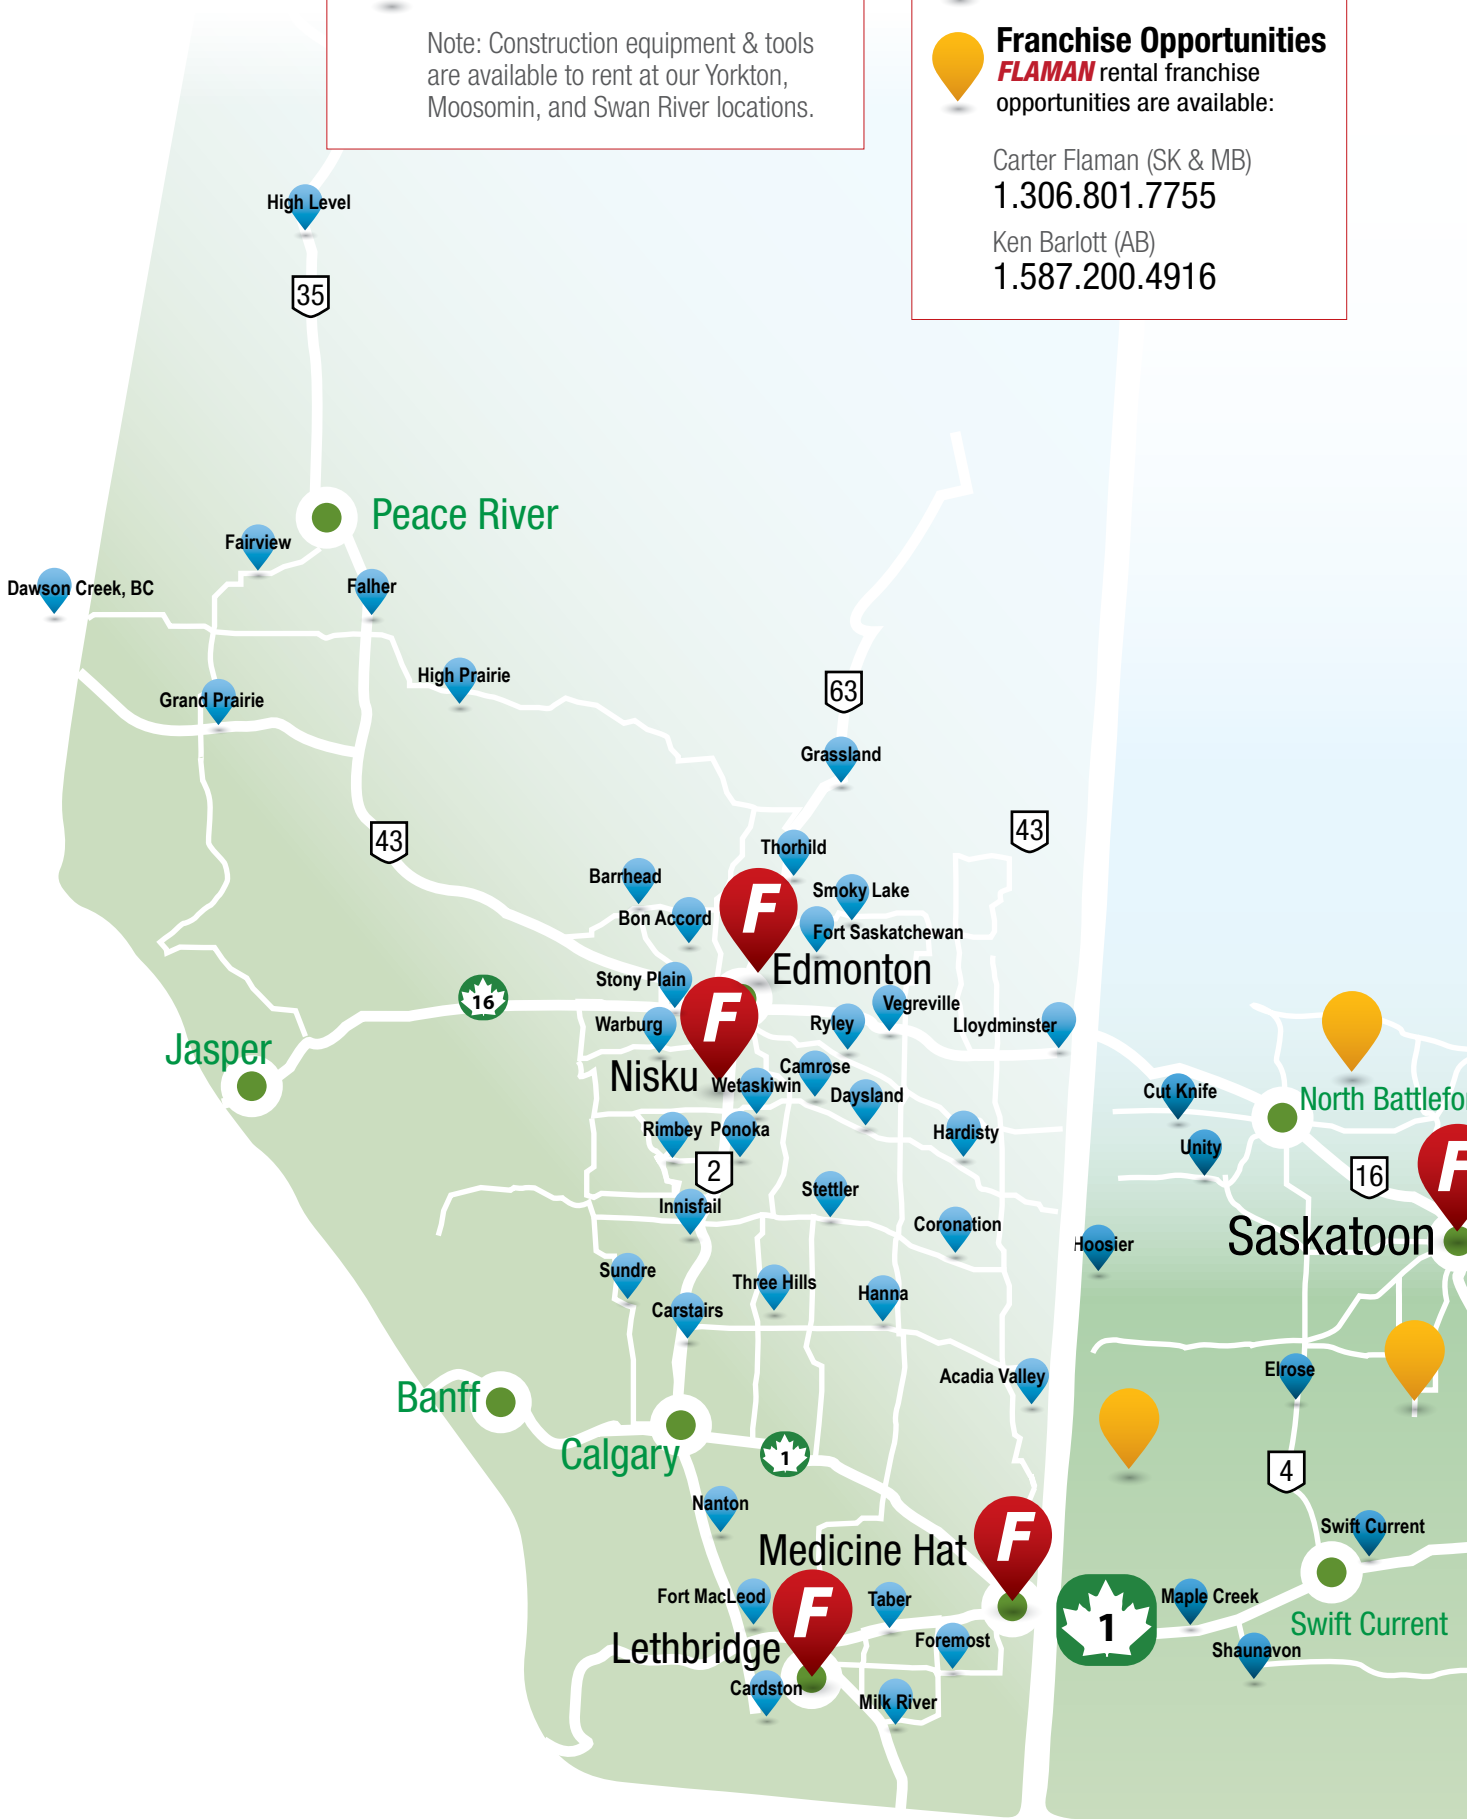 Note: Construction equipment & tools
are available to rent at our Yorkton,
Moosomin, and Swan River locations.
Franchise Opportunities
FLAMAN rental franchise
opportunities are available:
Carter Flaman (SK & MB)
1.306.801.7755
Ken Barlott (AB)
1.587.200.4916
High Level
35
Peace River
Fairview
Dawson Creek, BC
Falher
High Prairie
Grand Prairie
63
Grassland
43
43
Thorhild
Barrhead
Smoky Lake
Bon Accord
F
Fort Saskatchewan
Edmonton
Stony Plain
16
Vegreville
Warburg
F
Ryley
Lloydminster
Jasper
Nisku
Camrose
Wetaskiwin
Daysland
Cut Knife
North Battlefo
Rimbey
Ponoka
Hardisty
Unity
2
16
F
Stettler
Innisfail
Coronation
Hoosier
Saskatoon
Sundre
Three Hills
Hanna
Carstairs
Acadia Valley
Elrose
Banff
Calgary
1
4
Nanton
Swift Current
Medicine Hat
F
Fort MacLeod
F
Taber
1
Maple Creek
Swift Current
Lethbridge
Foremost
Shaunavon
Cardston
Milk River